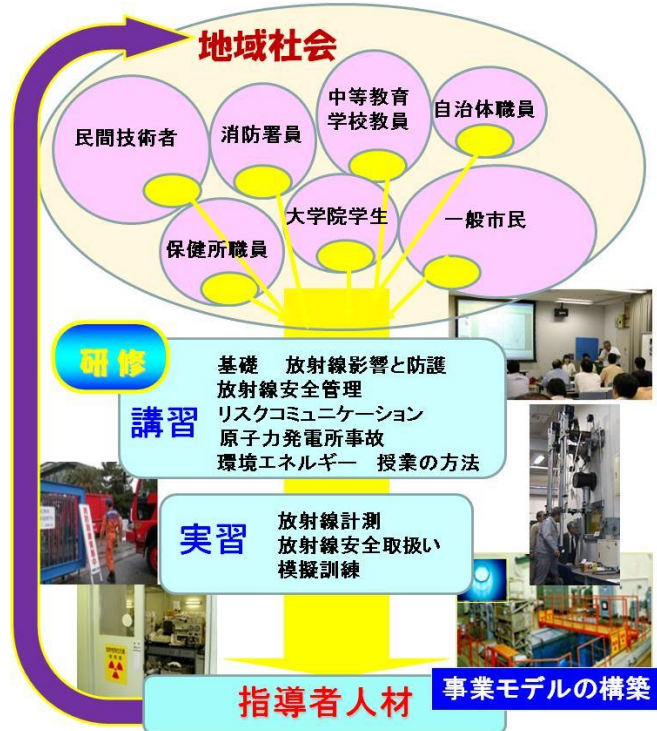 地域社会
民間技術者
消防署員
中等教育
学校教員
自治体職員
保健所職員
大学院学生
一般市民
研修
講習
基礎　放射線影響と防護
放射線安全管理
リスクコミュニケーション
原子力発電所事故
環境エネルギー　授業の方法
実習
放射線計測
放射線安全取扱い
模擬訓練
指導者人材
事業モデルの構築